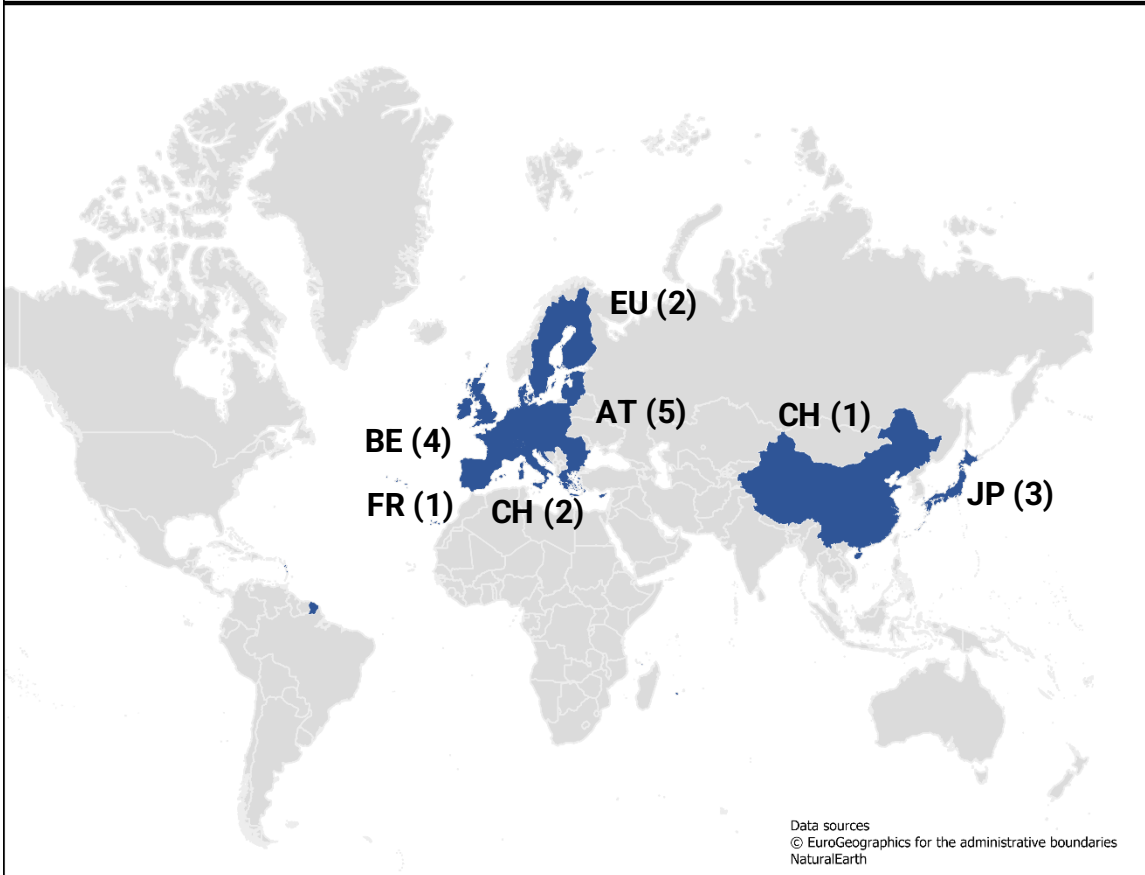 EU (2)
AT (5)
CH (1)
BE (4)
JP (3)
FR (1)
CH (2)
Data sources
© EuroGeographics for the administrative boundaries
NaturalEarth